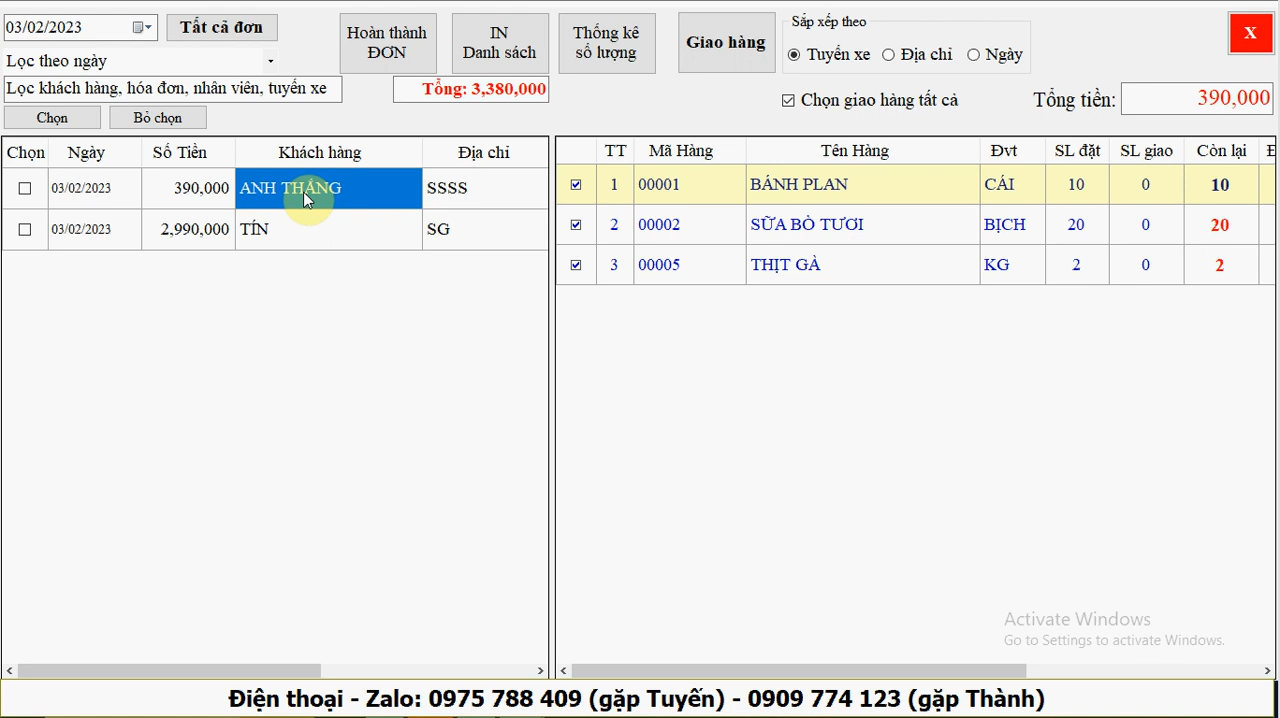 03/02/2023
Tất cả đơn
Hoàn thành
ĐƠN
IN
Danh sách
Thống kê
số lượng
Giao hàng
Sắp xếp theo
Tuyến xe
Địa chỉ
Ngày
X
Lọc theo ngày
Lọc khách hàng, hóa đơn, nhân viên, tuyến xe
Tổng: 3,380,000
Chọn giao hàng tất cả
Tổng tiền: 390,000
Chọn
Bỏ chọn
Chọn Ngày Số Tiền Khách hàng Địa chỉ
03/02/2023 390,000 ANH THẮNG SSSS
03/02/2023 2,990,000 TÍN SG
TT Mã Hàng Tên Hàng Đvt SL đặt SL giao Còn lại
1 00001 BÁNH PLAN CÁI 10 0 10
2 00002 SỮA BÒ TƯƠI BỊCH 20 0 20
3 00005 THỊT GÀ KG 2 0 2
Activate Windows
Go to Settings to activate Windows.
Điện thoại - Zalo: 0975 788 409 (gặp Tuyến) - 0909 774 123 (gặp Thành)